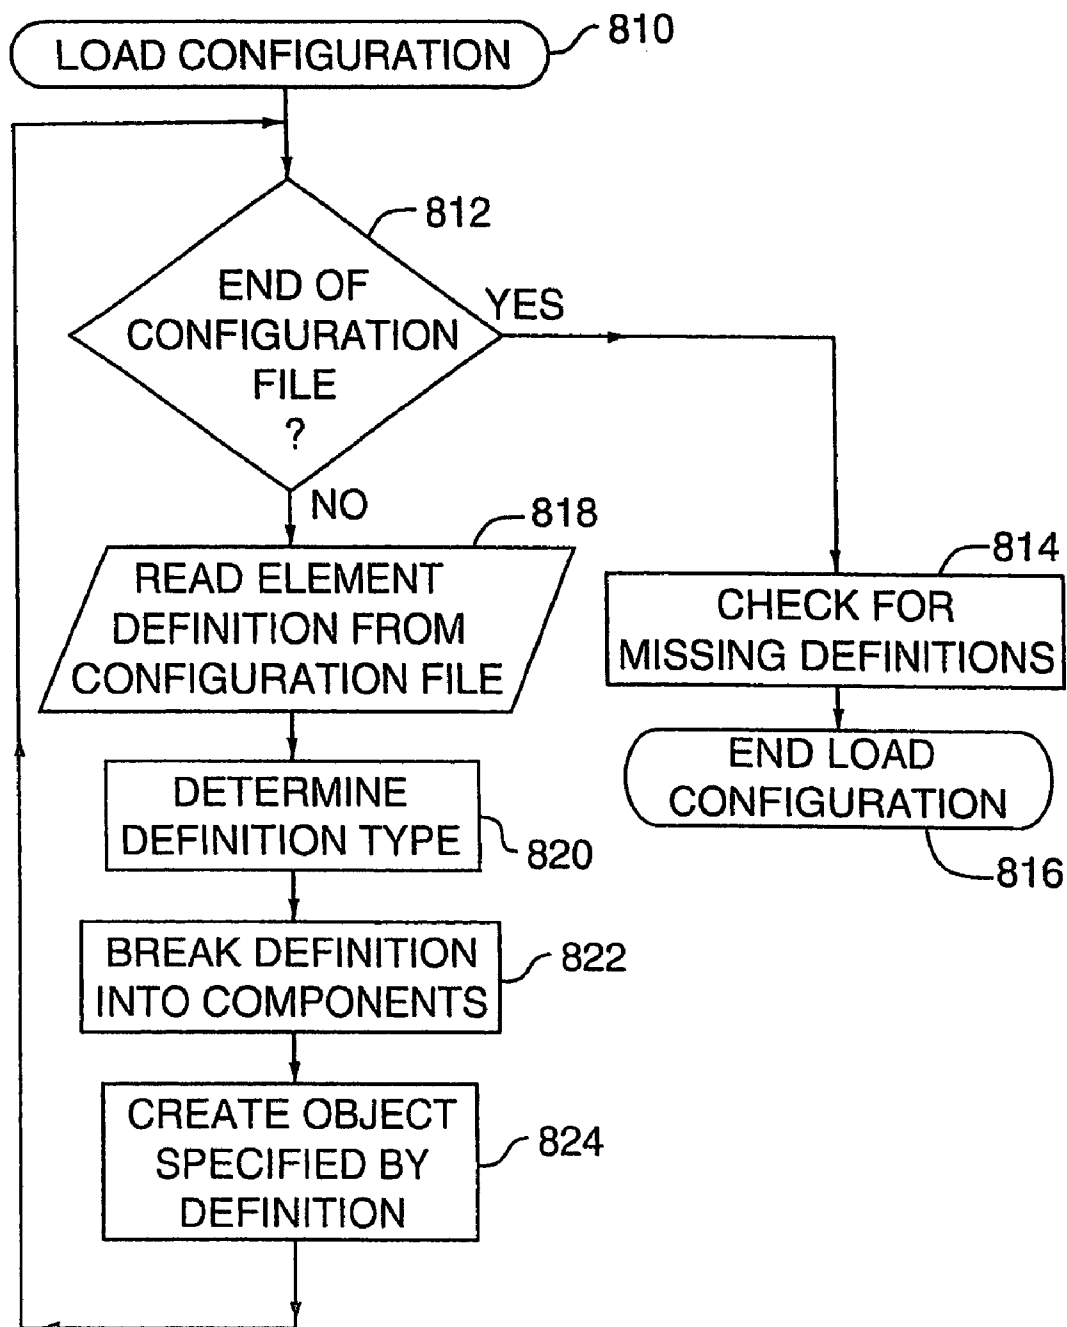 LOAD CONFIGURATION
810
812
END OF
CONFIGURATION
FILE
?
YES
NO
818
READ ELEMENT
DEFINITION FROM
CONFIGURATION FILE
814
CHECK FOR
MISSING DEFINITIONS
END LOAD
CONFIGURATION
816
DETERMINE
DEFINITION TYPE
820
BREAK DEFINITION
INTO COMPONENTS
822
CREATE OBJECT
SPECIFIED BY
DEFINITION
824